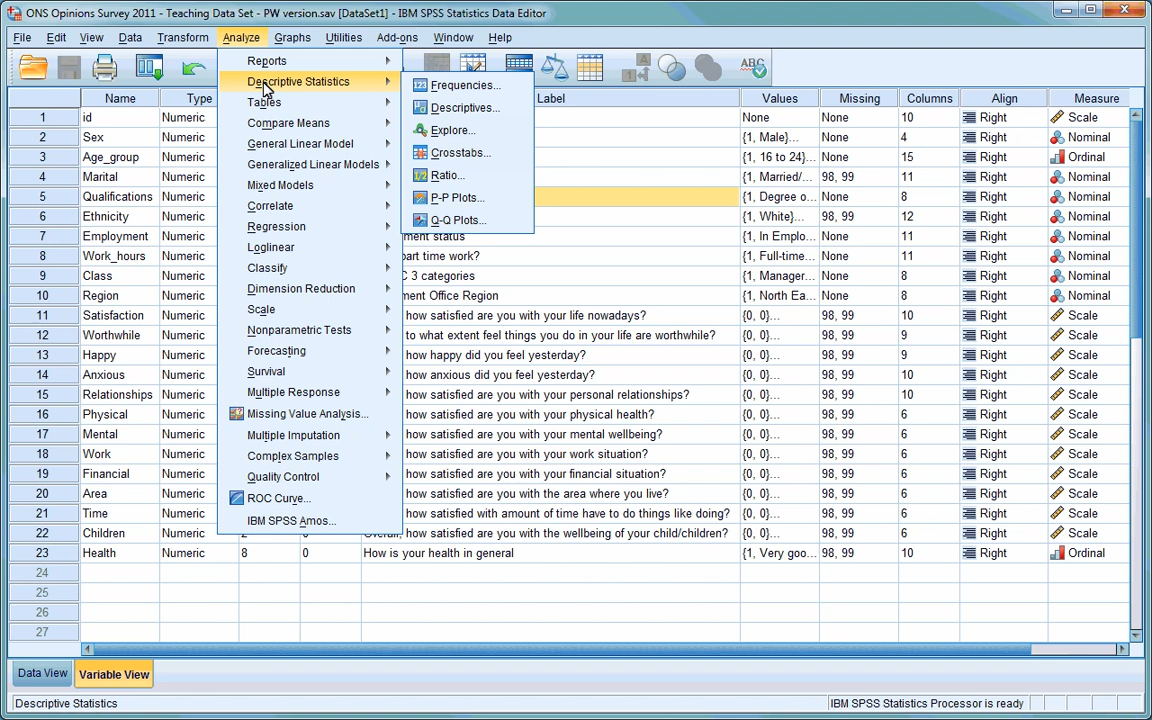 ONS Opinions Survey 2011 - Teaching Data Set - PW version.sav [DataSet1] - IBM SPSS Statistics Data Editor
File Edit View Data Transform Analyze Graphs Utilities Add-ons Window Help
Reports
Descriptive Statistics
Tables
Compare Means
General Linear Model
Generalized Linear Models
Mixed Models
Correlate
Regression
Loglinear
Classify
Dimension Reduction
Scale
Nonparametric Tests
Forecasting
Survival
Multiple Response
Missing Value Analysis...
Multiple Imputation
Complex Samples
Quality Control
ROC Curve...
IBM SPSS Amos...
Frequencies...
Descriptives...
Explore...
Crosstabs...
Ratio...
P-P Plots...
Q-Q Plots...
Name Type Label Values Missing Columns Align Measure
1 id Numeric None None 10 Right Scale
2 Sex Numeric {1, Male}... None 4 Right Nominal
3 Age_group Numeric {1, 16 to 24}... None 15 Right Ordinal
4 Marital Numeric {1, Married/... 98, 99 11 Right Nominal
5 Qualifications Numeric {1, Degree o... None 8 Right Nominal
6 Ethnicity Numeric {1, White}... 98, 99 12 Right Nominal
7 Employment Numeric ment status {1, In Emplo... None 11 Right Nominal
8 Work_hours Numeric part time work? {1, Full-time... None 11 Right Nominal
9 Class Numeric C 3 categories {1, Manager... None 8 Right Nominal
10 Region Numeric ment Office Region {1, North Ea... None 8 Right Nominal
11 Satisfaction Numeric how satisfied are you with your life nowadays? {0, 0}... 98, 99 10 Right Scale
12 Worthwhile Numeric to what extent feel things you do in your life are worthwhile? {0, 0}... 98, 99 9 Right Scale
13 Happy Numeric how happy did you feel yesterday? {0, 0}... 98, 99 9 Right Scale
14 Anxious Numeric how anxious did you feel yesterday? {0, 0}... 98, 99 10 Right Scale
15 Relationships Numeric how satisfied are you with your personal relationships? {0, 0}... 98, 99 10 Right Scale
16 Physical Numeric how satisfied are you with your physical health? {0, 0}... 98, 99 6 Right Scale
17 Mental Numeric how satisfied are you with your mental wellbeing? {0, 0}... 98, 99 6 Right Scale
18 Work Numeric how satisfied are you with your work situation? {0, 0}... 98, 99 6 Right Scale
19 Financial Numeric how satisfied are you with your financial situation? {0, 0}... 98, 99 6 Right Scale
20 Area Numeric how satisfied are you with the area where you live? {0, 0}... 98, 99 6 Right Scale
21 Time Numeric how satisfied with amount of time have to do things like doing? {0, 0}... 98, 99 6 Right Scale
22 Children Numeric how satisfied are you with the wellbeing of your child/children? {0, 0}... 98, 99 6 Right Scale
23 Health Numeric 8 0 How is your health in general {1, Very goo... 98, 99 10 Right Ordinal
24
25
26
27
Data View Variable View
Descriptive Statistics IBM SPSS Statistics Processor is ready